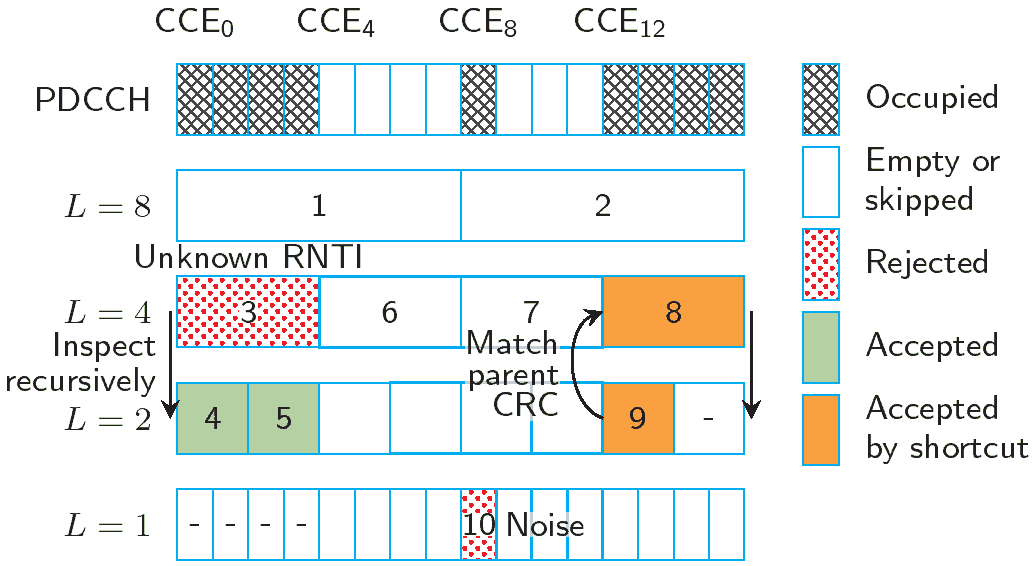 CCE₀ CCE₄ CCE₈ CCE₁₂
PDCCH
L = 8 1 2
Unknown RNTI
L = 4 3 6 7 8
Inspect
recursively
Match
parent
CRC
L = 2 4 5 9 -
L = 1 - - - - 10 Noise
Occupied
Empty or
skipped
Rejected
Accepted
Accepted
by shortcut